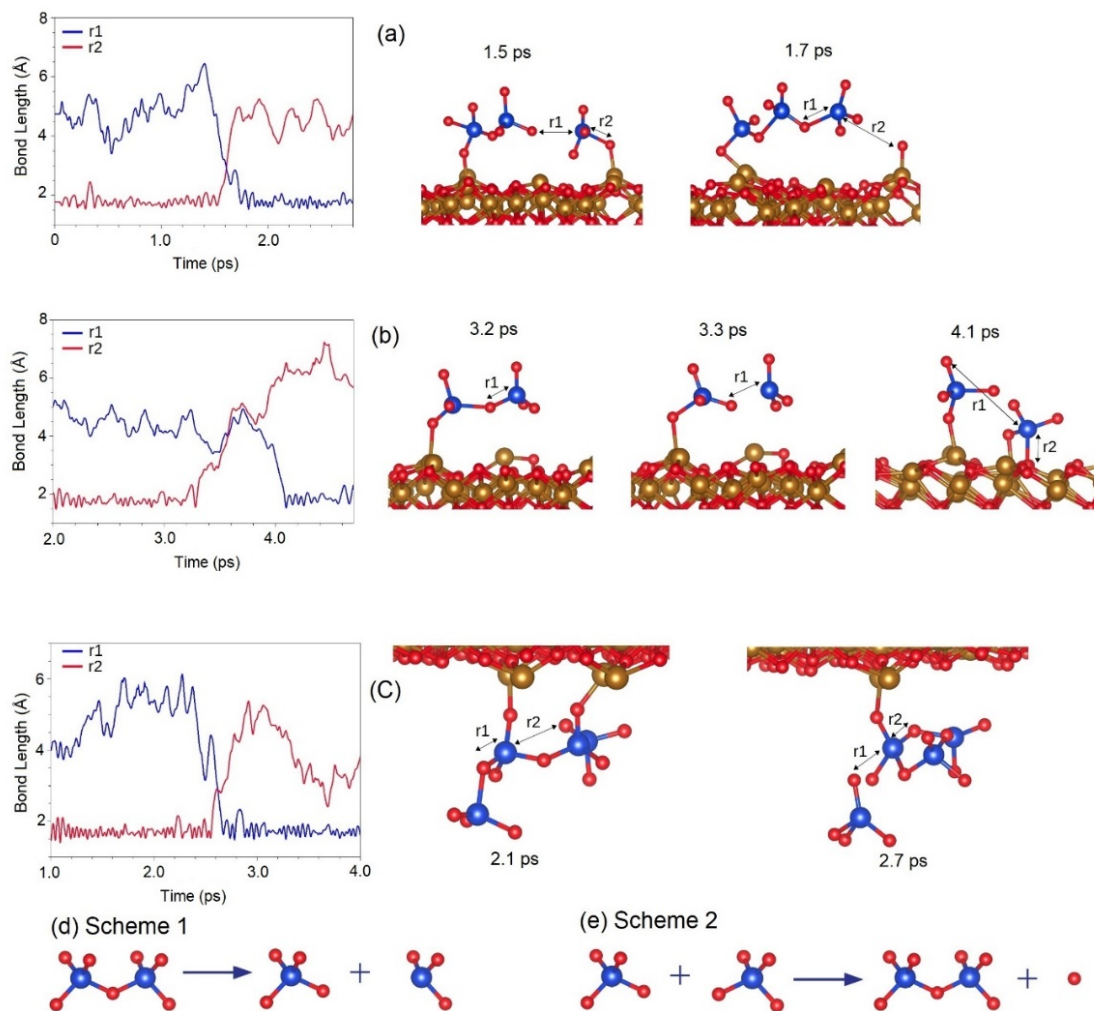 8
r1
r2
6
4
2
Bond Length (Å)
0
1.0
2.0
Time (ps)
(a)
1.5 ps
1.7 ps
r1
r2
r1
r2
8
r1
r2
6
4
2
Bond Length (Å)
2.0
3.0
4.0
Time (ps)
(b)
3.2 ps
3.3 ps
4.1 ps
r1
r1
r1
r2
r1
r2
6
4
2
Bond Length (Å)
1.0
2.0
3.0
4.0
Time (ps)
(C)
r1
r2
2.1 ps
r2
r1
2.7 ps
(d) Scheme 1
(e) Scheme 2
+
+
+